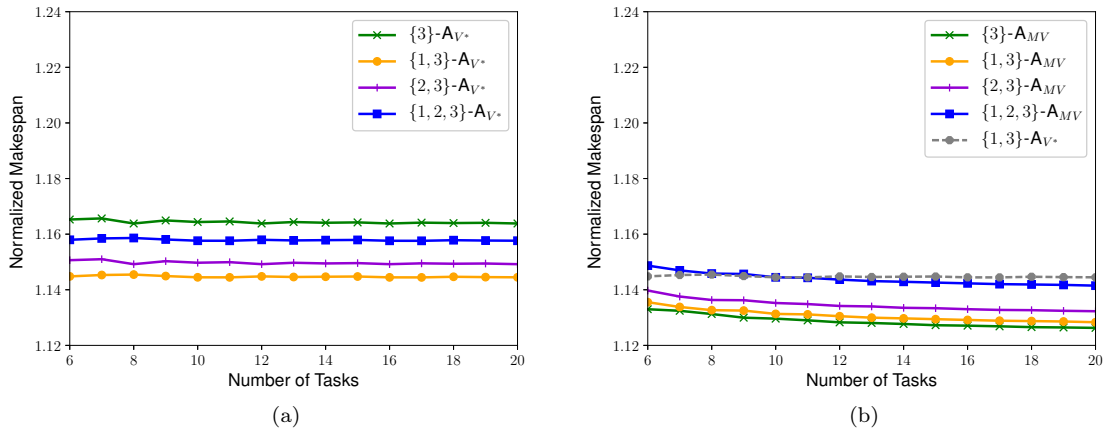 1.24
1.22
1.20
1.18
1.16
1.14
1.12
Normalized Makespan
{3}-A_{V*}
{1, 3}-A_{V*}
{2, 3}-A_{V*}
{1, 2, 3}-A_{V*}
6 8 10 12 14 16 18 20
Number of Tasks
(a)
1.24
1.22
1.20
1.18
1.16
1.14
1.12
Normalized Makespan
{3}-A_{MV}
{1, 3}-A_{MV}
{2, 3}-A_{MV}
{1, 2, 3}-A_{MV}
{1, 3}-A_{V*}
6 8 10 12 14 16 18 20
Number of Tasks
(b)